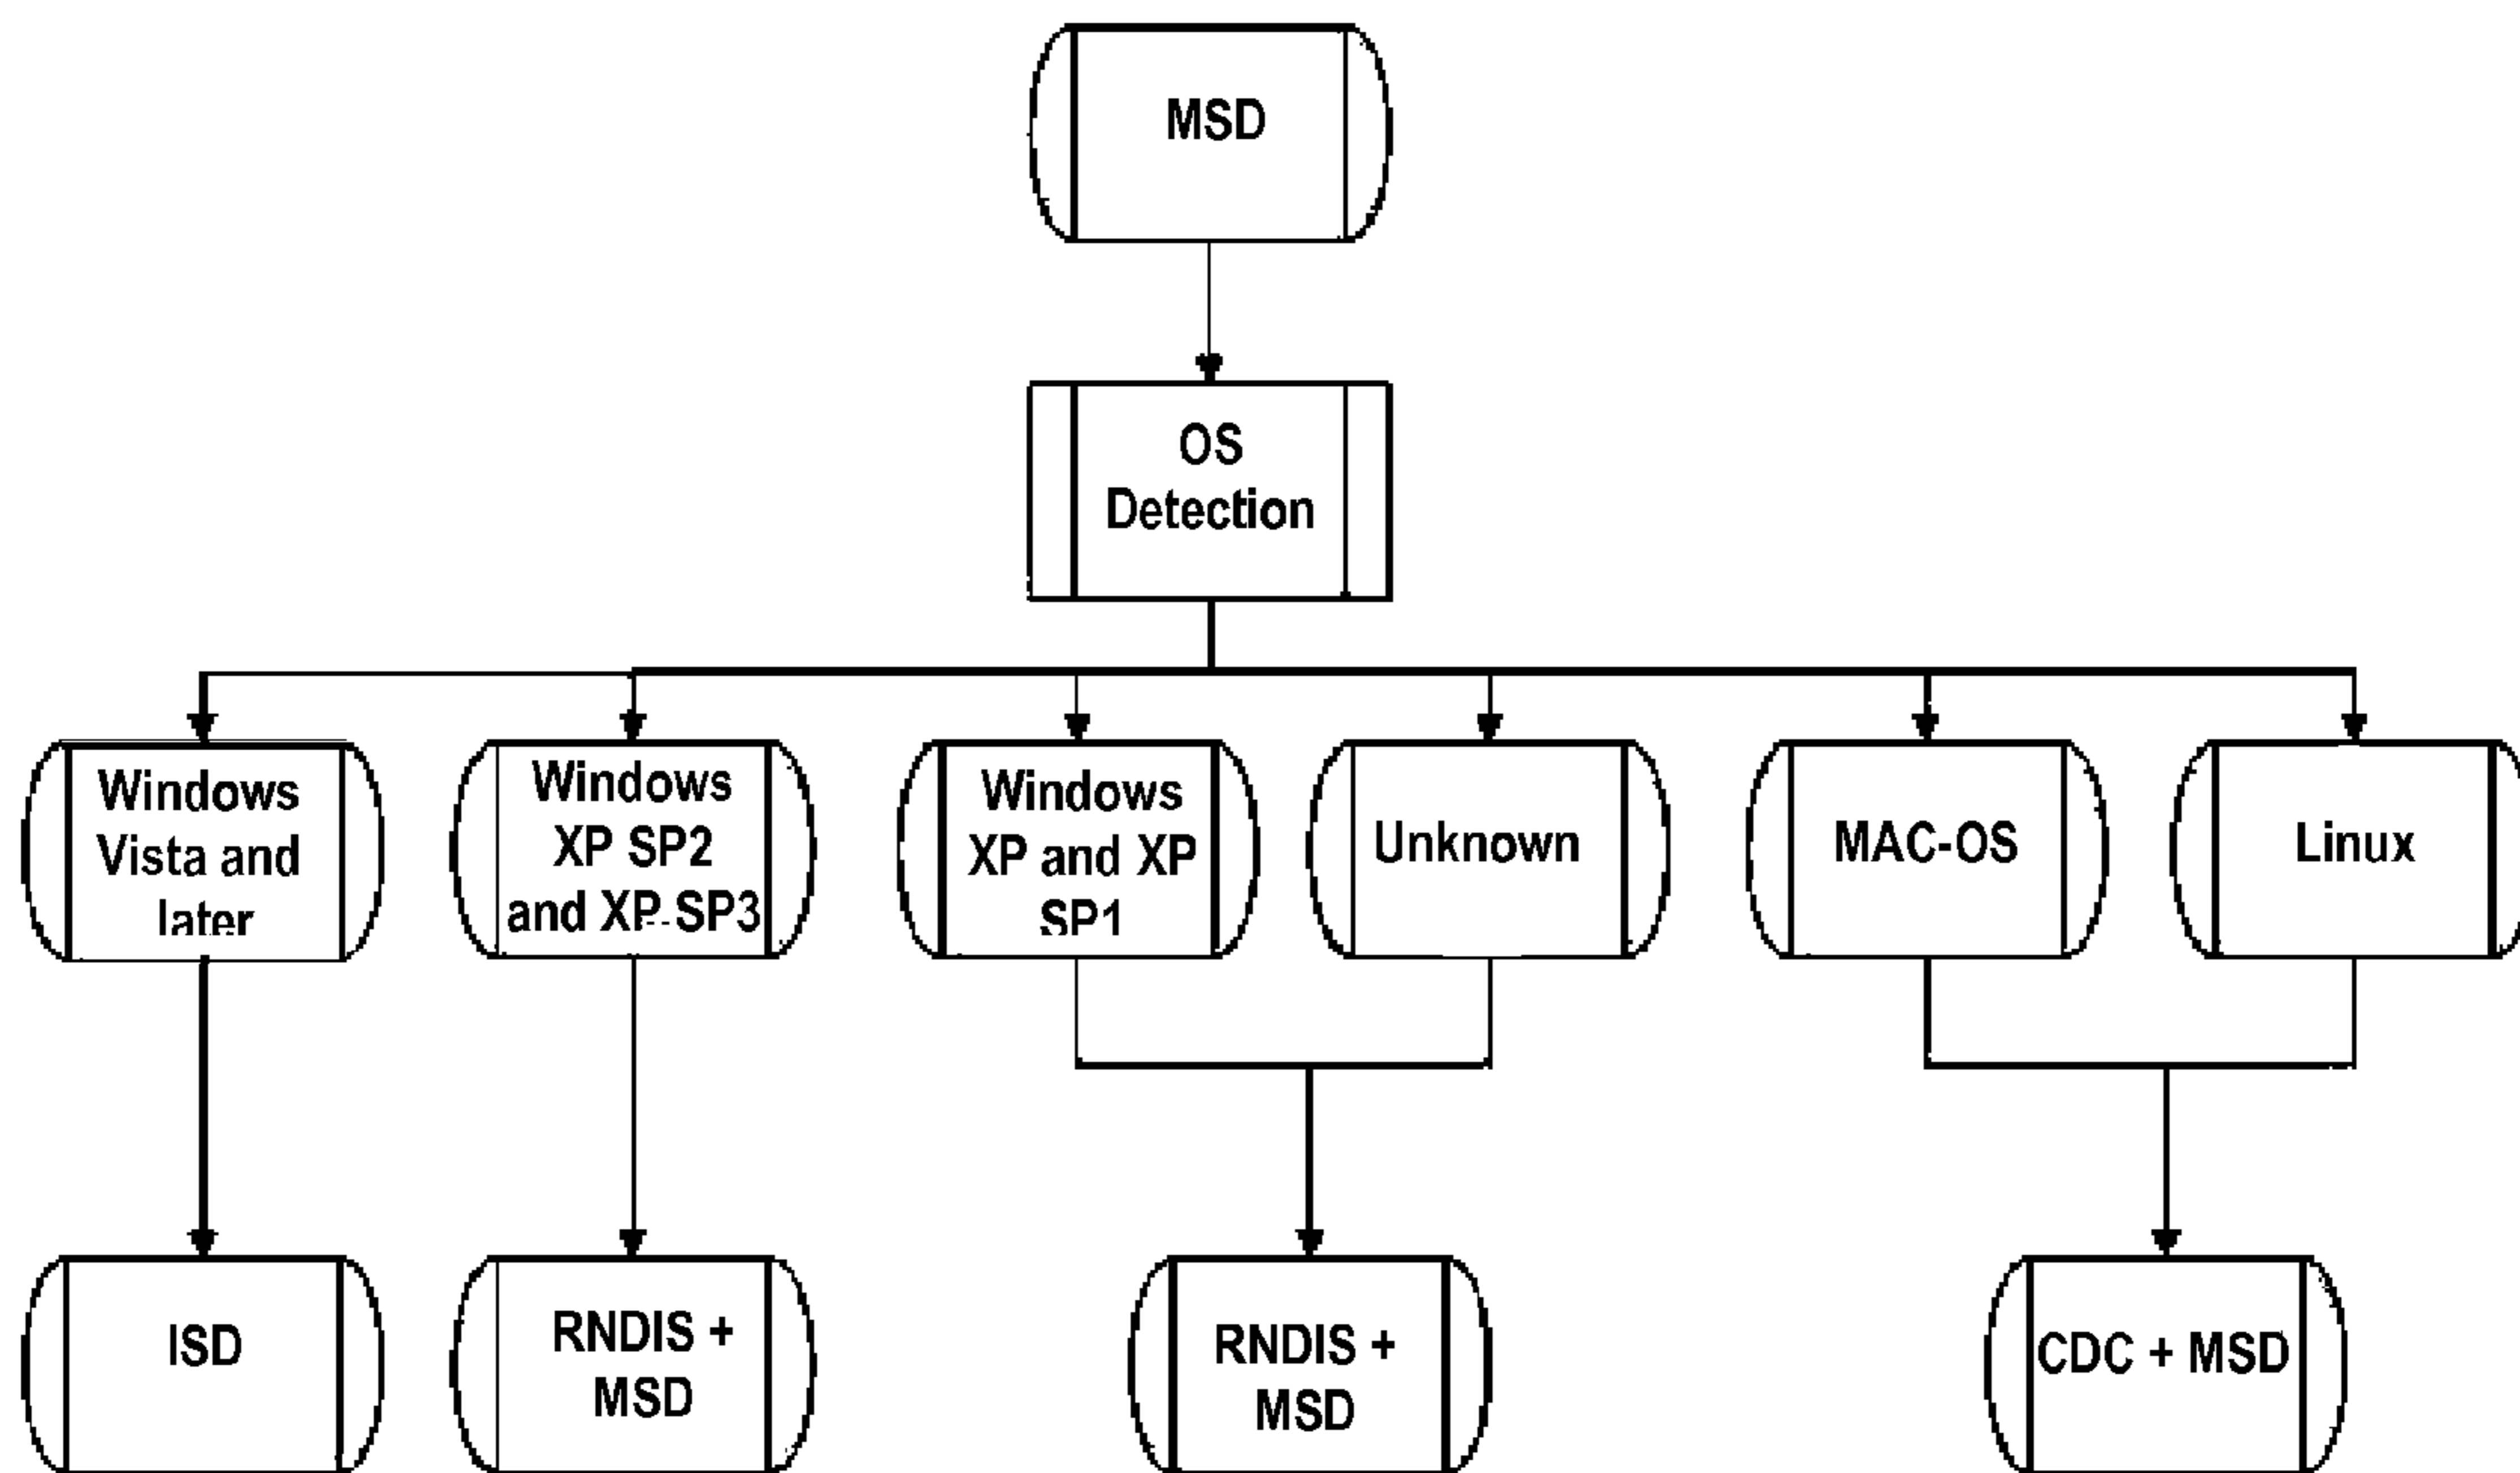 MSD
OS
Detection
Windows
Vista and
later
Windows
XP SP2
and XP SP3
Windows
XP and XP
SP1
Unknown
MAC-OS
Linux
ISD
RNDIS +
MSD
RNDIS +
MSD
CDC + MSD